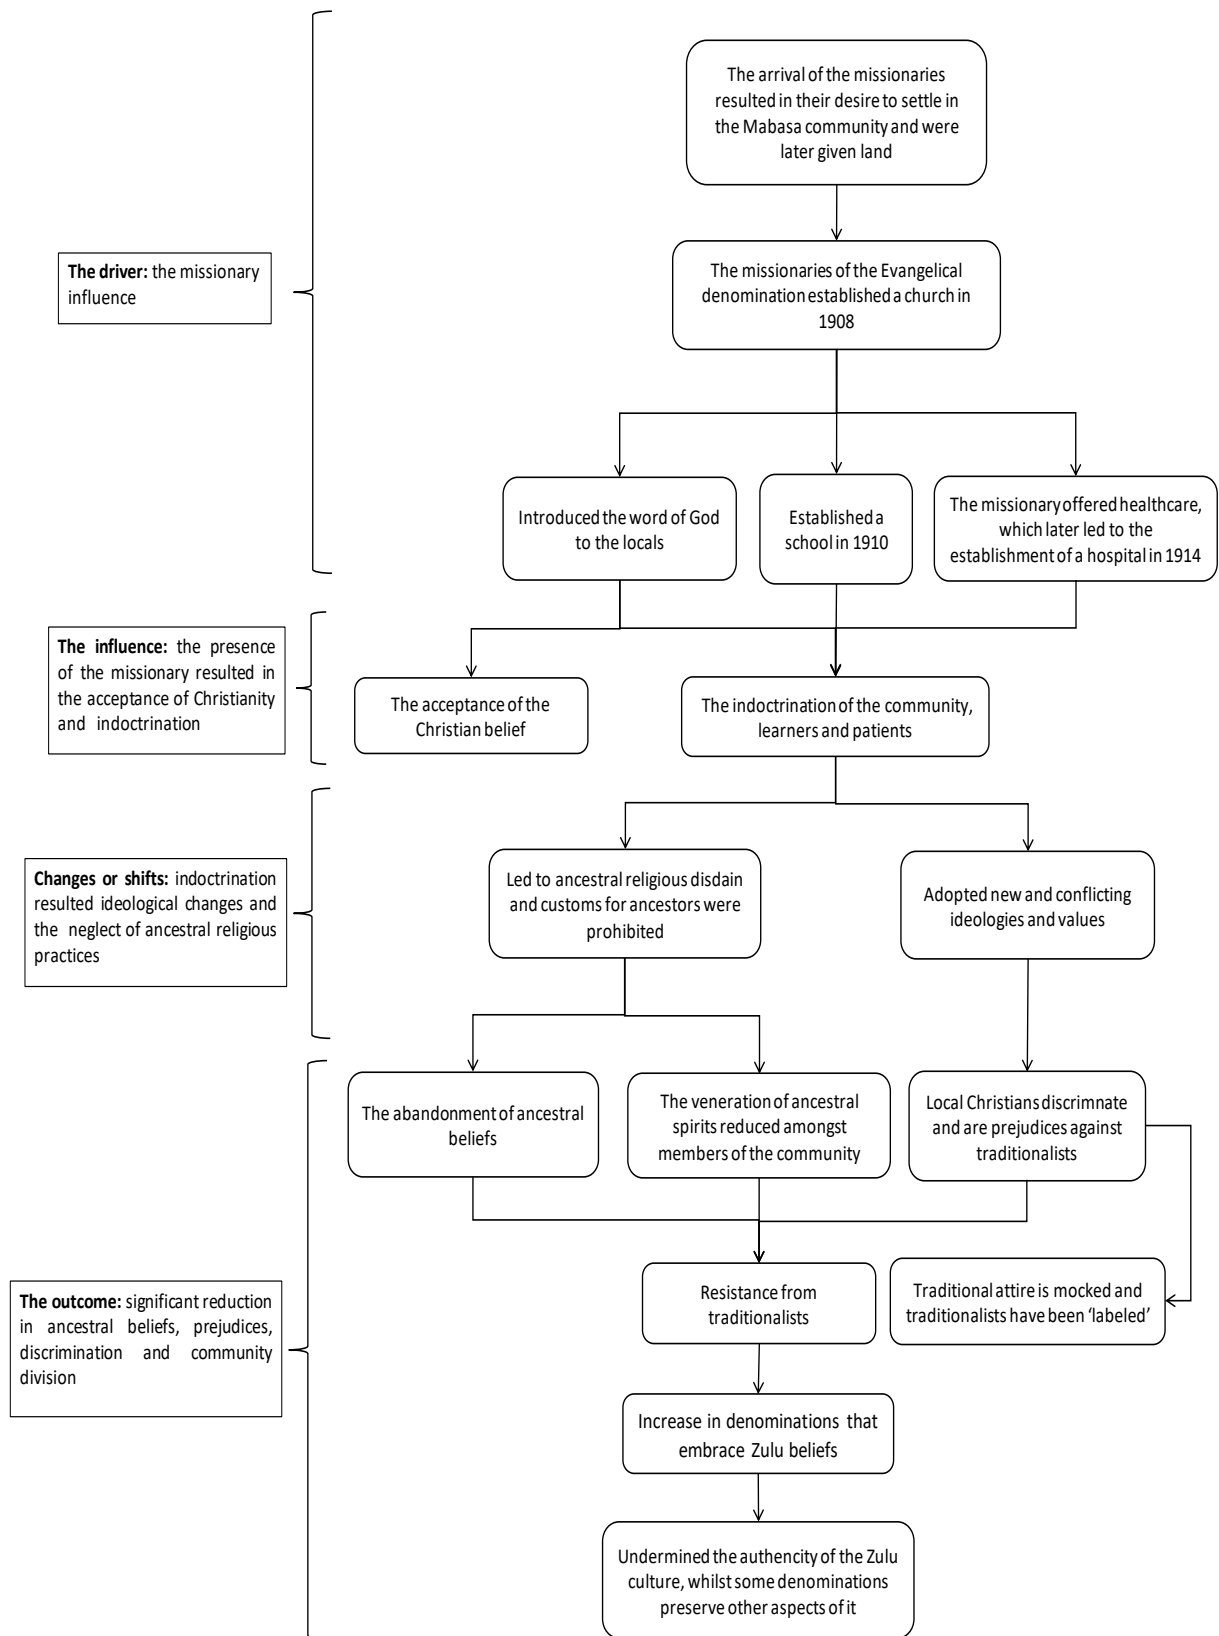 The arrival of the missionaries
resulted in their desire to settle in
the Mabasa community and were
later given land
The driver: the missionary
influence
The missionaries of the Evangelical
denomination established a church in
1908
Introduced the word of God
to the locals
Established a
school in 1910
The missionary offered healthcare,
which later led to the
establishment of a hospital in 1914
The influence: the presence
of the missionary resulted in
the acceptance of Christianity
and indoctrination
The acceptance of the
Christian belief
The indoctrination of the community,
learners and patients
Changes or shifts: indoctrination
resulted ideological changes and
the neglect of ancestral religious
practices
Led to ancestral religious disdain
and customs for ancestors were
prohibited
Adopted new and conflicting
ideologies and values
The abandonment of ancestral
beliefs
The veneration of ancestral
spirits reduced amongst
members of the community
Local Christians discrimnate
and are prejudices against
traditionalists
The outcome: significant reduction
in ancestral beliefs, prejudices,
discrimination and community
division
Resistance from
traditionalists
Traditional attire is mocked and
traditionalists have been ‘labeled’
Increase in denominations that
embrace Zulu beliefs
Undermined the authencity of the Zulu
culture, whilst some denominations
preserve other aspects of it